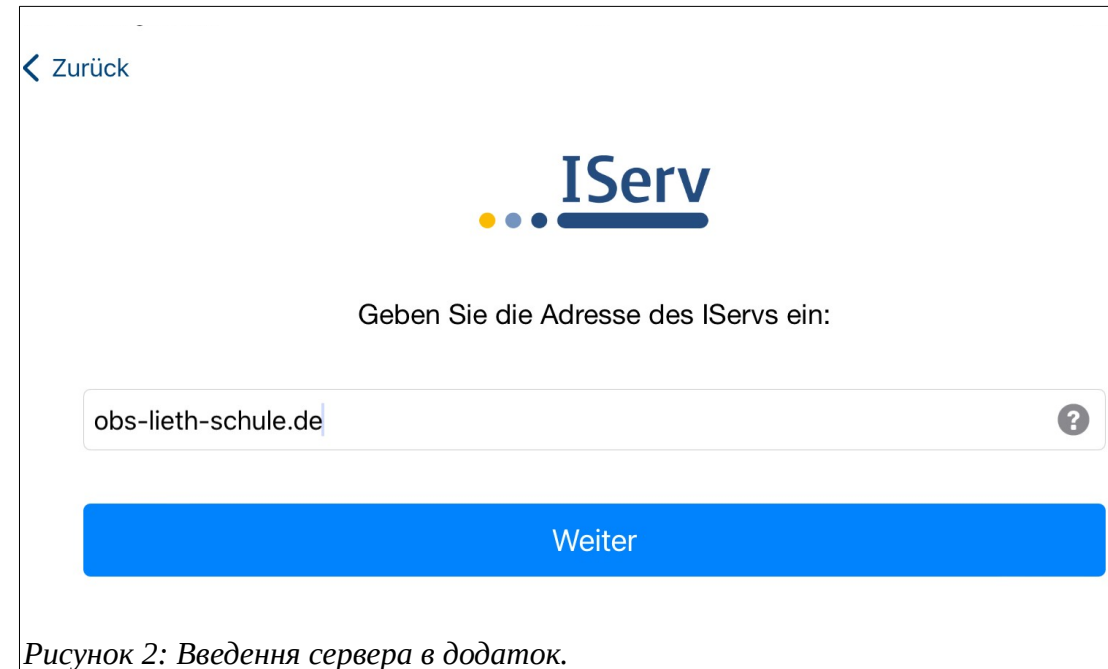 Zurück
IServ
Geben Sie die Adresse des IServs ein:
obs-lieth-schule.de
?
Weiter
Рисунок 2: Введення сервера в додаток.